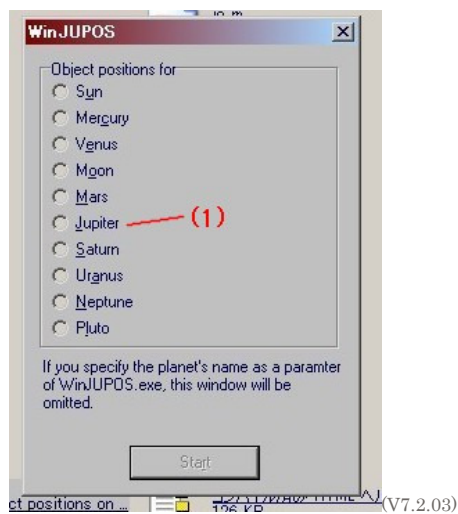 WinJUPOS
Object positions for
Sun
Mercury
Venus
Moon
Mars
Jupiter
(1)
Saturn
Uranus
Neptune
Pluto
If you specify the planet's name as a paramter
of WinJUPOS.exe, this window will be
omitted.
Start
ct positions on ...
126 KB
(V7.2.03)